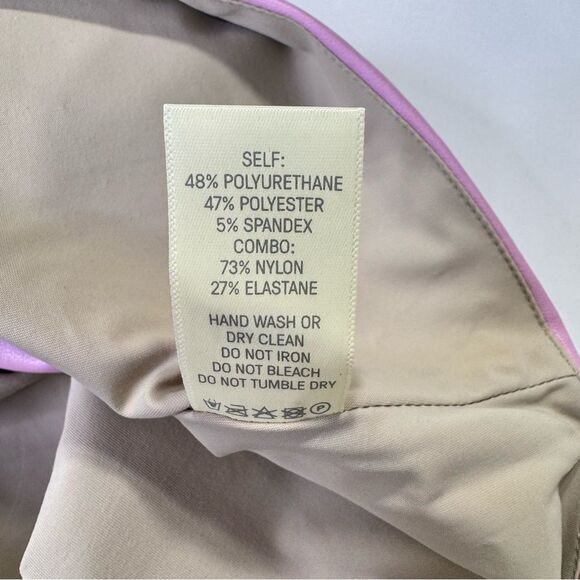 SELF:
48% POLYURETHANE
47% POLYESTER
5% SPANDEX
COMBO:
73% NYLON
27% ELASTANE
HAND WASH OR
DRY CLEAN
DO NOT IRON
DO NOT BLEACH
DO NOT TUMBLE DRY
P